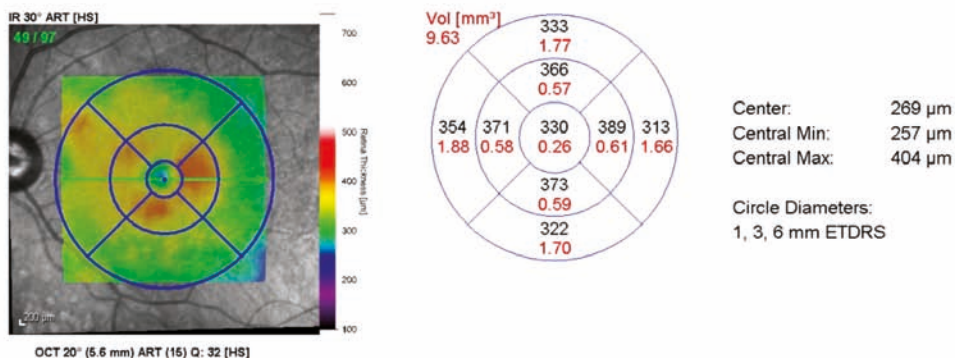 IR 30° ART [HS]
49 / 97
700
600
500
400
300
200
100
Retina Thickness [µm]
200 µm
OCT 20° (5.6 mm) ART (15) Q: 32 [HS]
Vol [mm³]
9.63
333
1.77
366
0.57
354 371 330 389 313
1.88 0.58 0.26 0.61 1.66
373
0.59
322
1.70
Center: 269 µm
Central Min: 257 µm
Central Max: 404 µm
Circle Diameters:
1, 3, 6 mm ETDRS